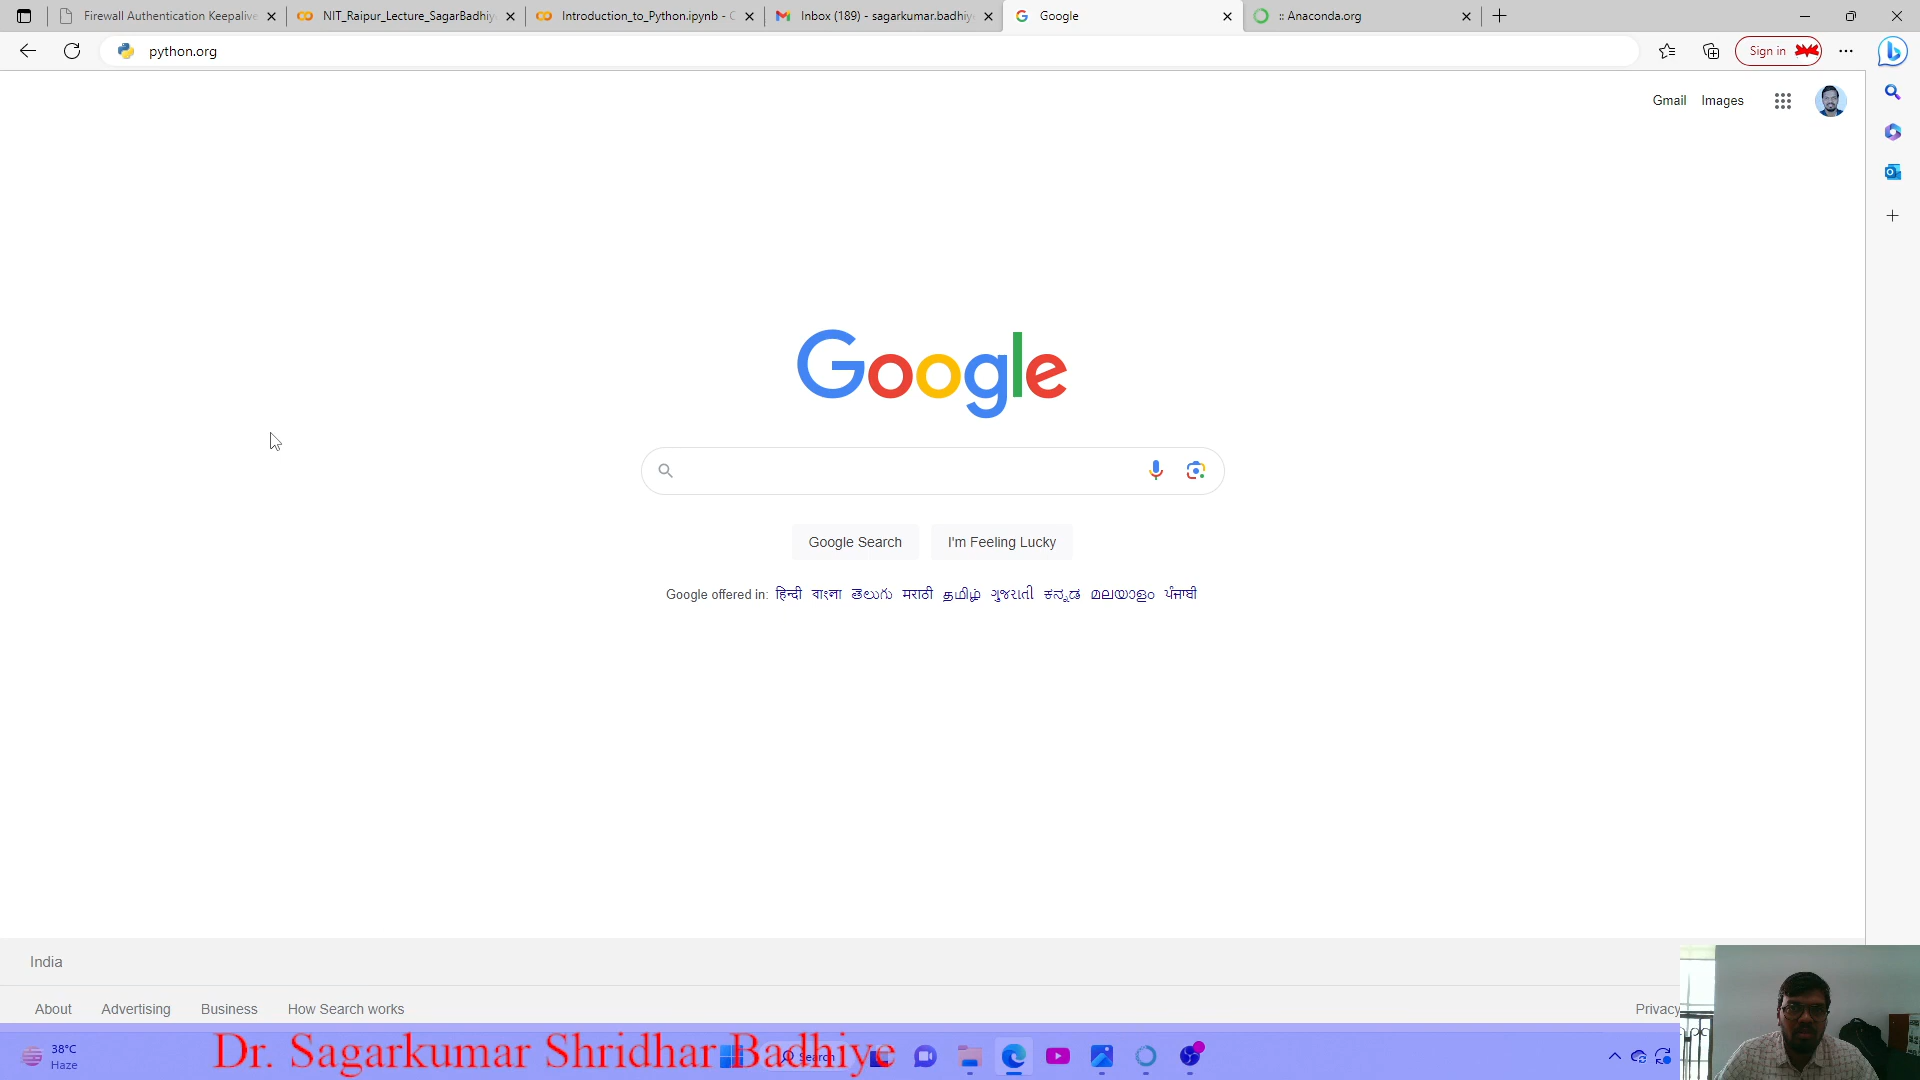 Firewall Authentication Keepalive
NIT_Raipur_Lecture_SagarBadhiy
Introduction_to_Python.ipynb - C
Inbox (189) - sagarkumar.badhiy
Google
:: Anaconda.org
python.org
Sign in
Gmail
Images
Google
Google Search
I'm Feeling Lucky
Google offered in: हिन्दी বাংলা తెలుగు मराठी தமிழ் ગુજરાતી ಕನ್ನಡ മലയാളം ਪੰਜਾਬੀ
India
About
Advertising
Business
How Search works
Privacy
38°C
Haze
Dr. Sagarkumar Shridhar Badhiye
Search